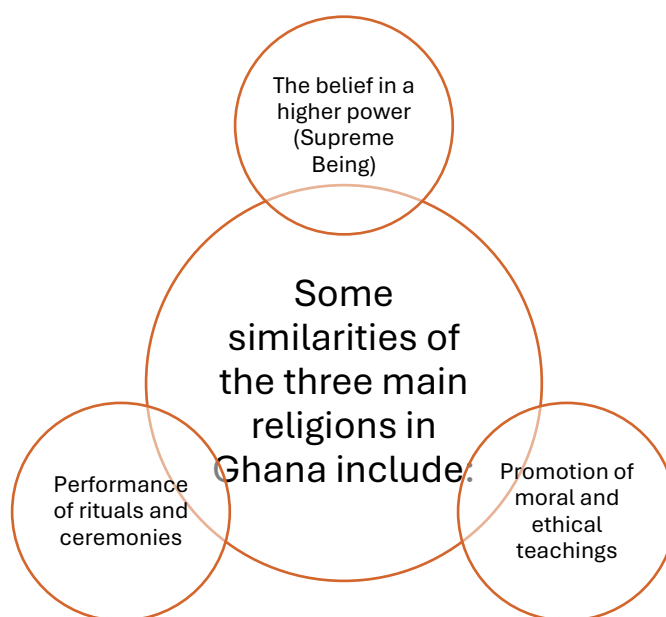 The belief in a
higher power
(Supreme
Being)
Some
similarities of
the three main
religions in
Ghana include:
Performance
of rituals and
ceremonies
Promotion of
moral and
ethical
teachings